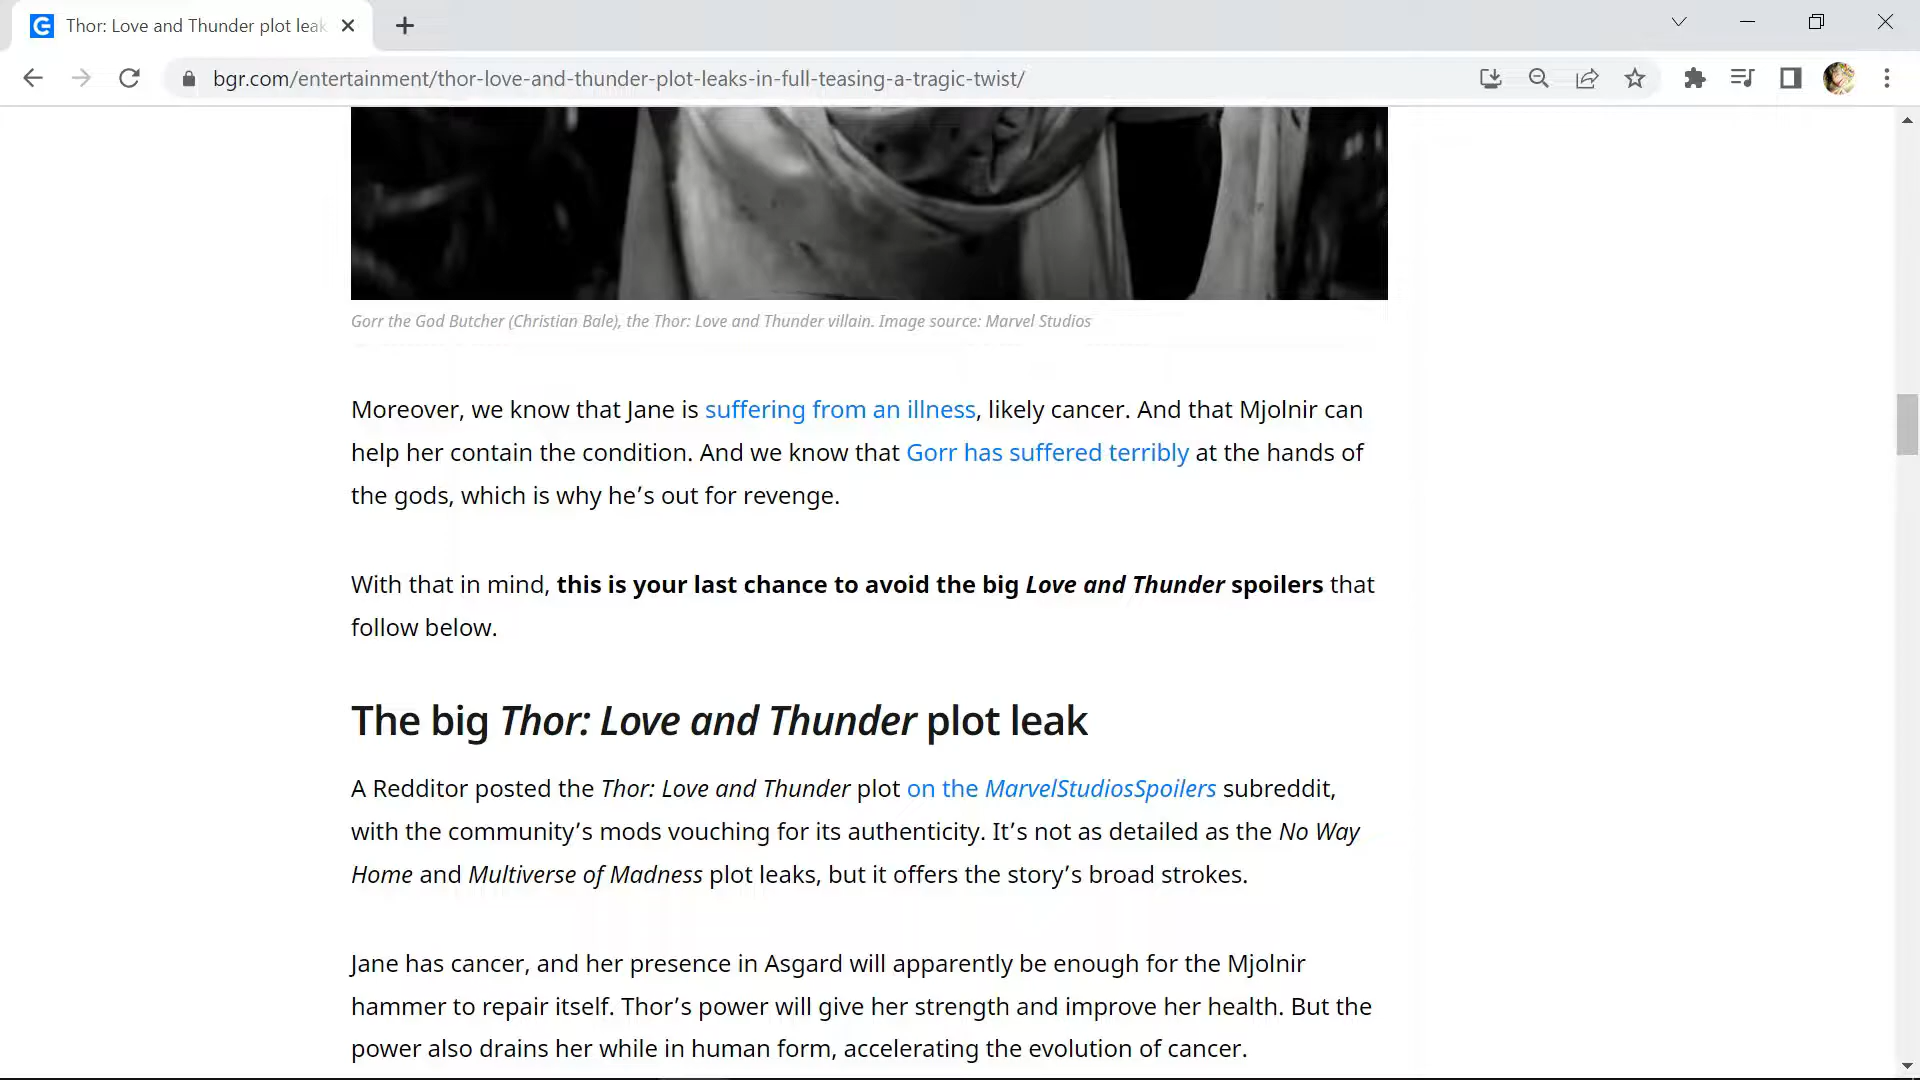 Thor: Love and Thunder plot leak
bgr.com/entertainment/thor-love-and-thunder-plot-leaks-in-full-teasing-a-tragic-twist/
Gorr the God Butcher (Christian Bale), the Thor: Love and Thunder villain. Image source: Marvel Studios
Moreover, we know that Jane is suffering from an illness, likely cancer. And that Mjolnir can
help her contain the condition. And we know that Gorr has suffered terribly at the hands of
the gods, which is why he’s out for revenge.
With that in mind, this is your last chance to avoid the big Love and Thunder spoilers that
follow below.
The big Thor: Love and Thunder plot leak
A Redditor posted the Thor: Love and Thunder plot on the MarvelStudiosSpoilers subreddit,
with the community’s mods vouching for its authenticity. It’s not as detailed as the No Way
Home and Multiverse of Madness plot leaks, but it offers the story’s broad strokes.
Jane has cancer, and her presence in Asgard will apparently be enough for the Mjolnir
hammer to repair itself. Thor’s power will give her strength and improve her health. But the
power also drains her while in human form, accelerating the evolution of cancer.